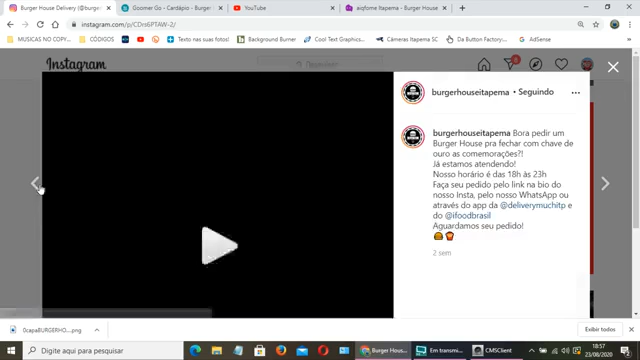 Burger House Delivery (@burger
Goomer Go - Cardápio - Burger
YouTube
aiqfome Itapema - Burger House
instagram.com/p/CDrs6PTAW-2/
MUSICAS NO COPY...
CÓDIGOS
Texto nas suas fotos!
Background Burner
Cool Text Graphics...
Câmeras Itapema SC
Da Button Factory:...
AdSense
Instagram
burgerhouseitapema • Seguindo
burgerhouseitapema Bora pedir um
Burger House pra fechar com chave de
ouro as comemorações?!
Já estamos atendendo!
Nosso horário é das 18h às 23h
Faça seu pedido pelo link na bio do
nosso Insta, pelo nosso WhatsApp ou
através do app da @deliverymuchitp e
do @ifoodbrasil
Aguardamos seu pedido!
2 sem
0capaBURGERHO....png
Exibir todos
Digite aqui para pesquisar
Burger House...
Em transmi...
CMSClient
18:57
23/08/2020